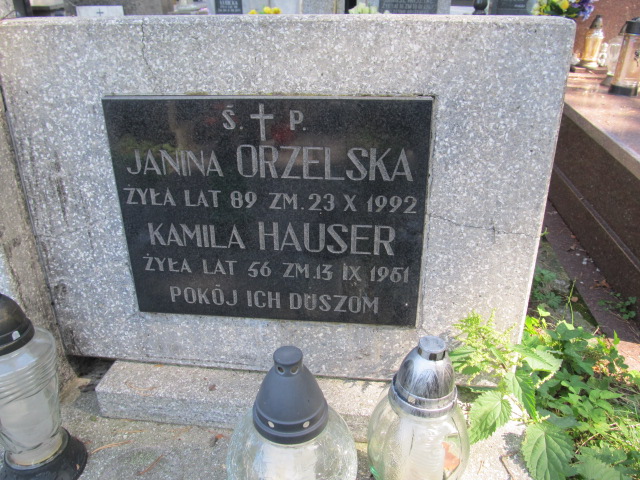 Ś. P.
JANINA ORZELSKA
ŻYŁA LAT 89 ZM. 23 X 1992
KAMILA HAUSER
ŻYŁA LAT 56 ZM. 13 IX 1961
POKÓJ ICH DUSZOM